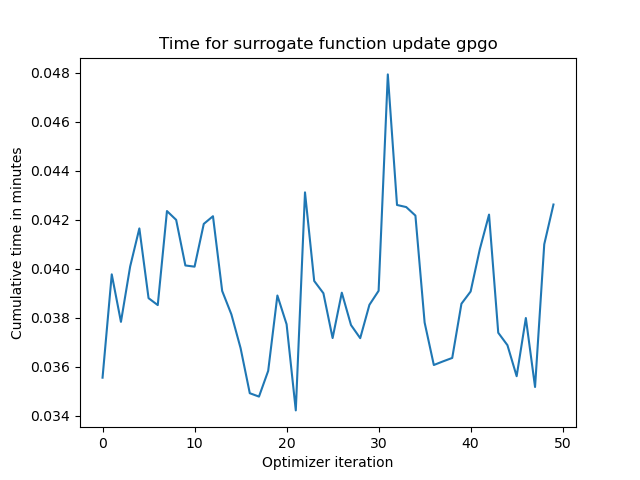 Time for surrogate function update gpgo
Cumulative time in minutes
0.048
0.046
0.044
0.042
0.040
0.038
0.036
0.034
0 10 20 30 40 50
Optimizer iteration